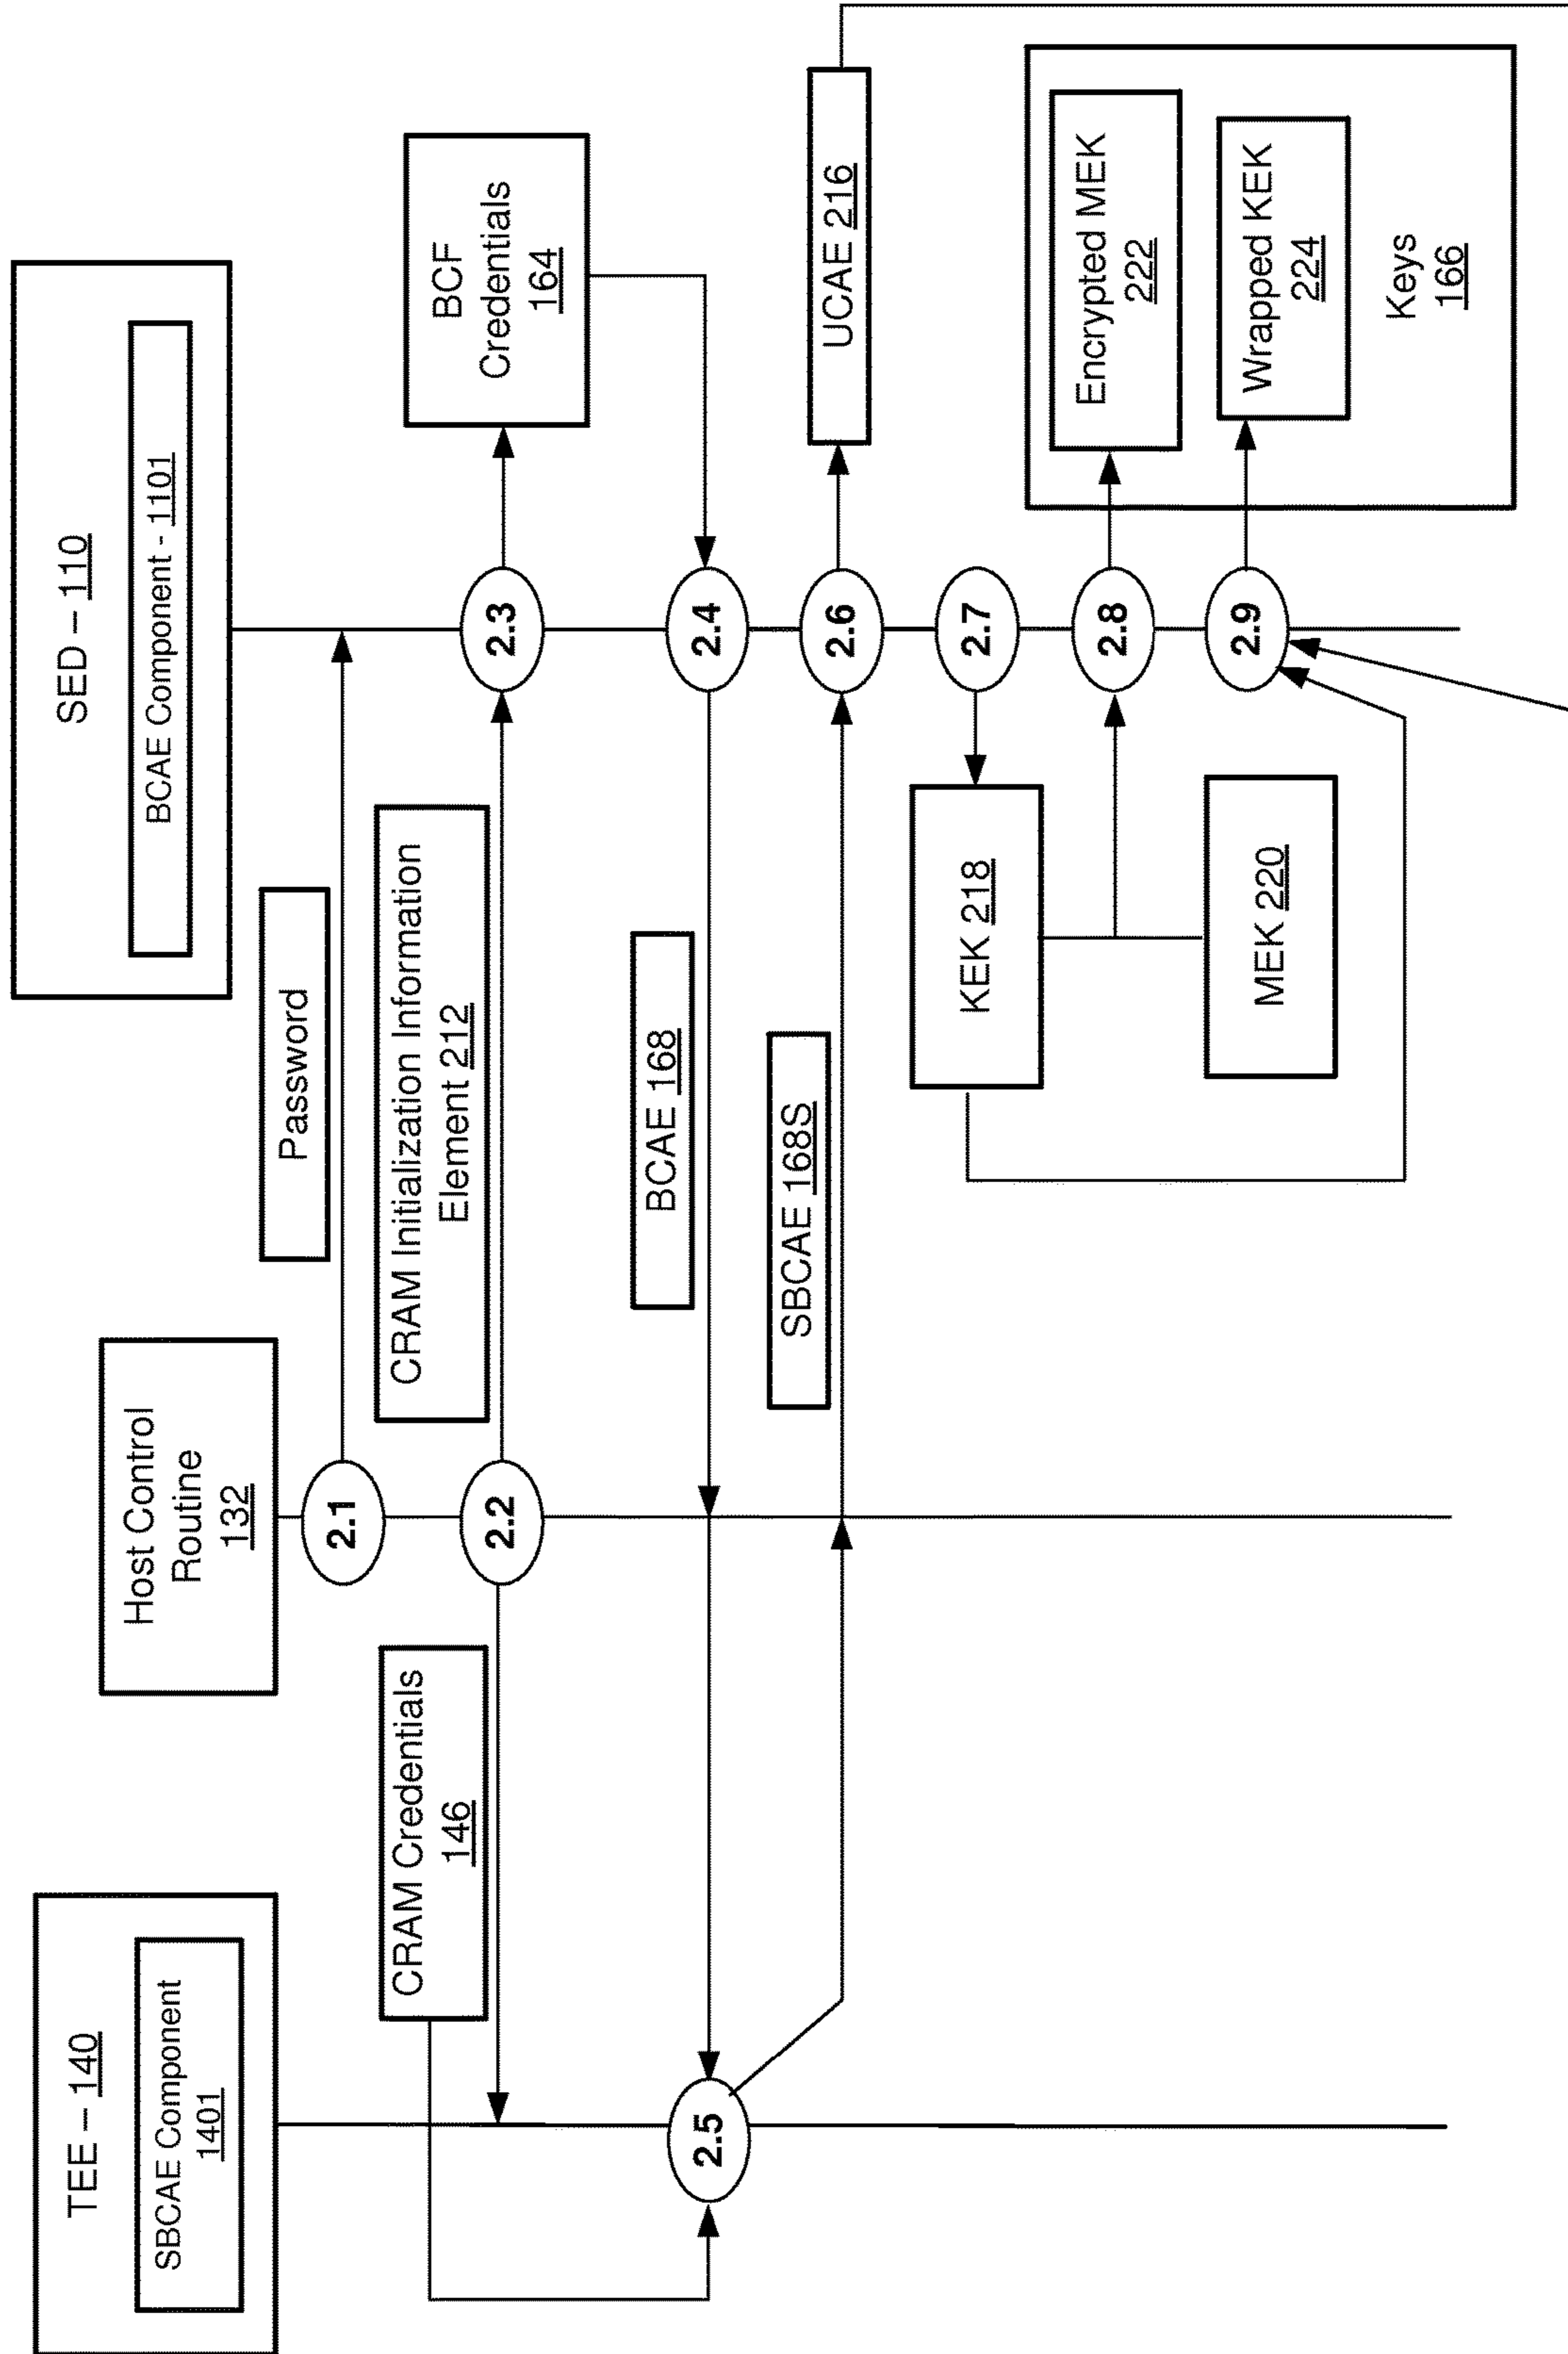 TEE – 140
SBCAE Component
1401
Host Control
Routine
132
SED – 110
BCAE Component - 1101
Password
2.1
CRAM Credentials
146
CRAM Initialization Information
Element 212
BCF
Credentials
164
2.2
2.3
BCAE 168
2.5
2.4
SBCAE 168S
2.6
UCAE 216
KEK 218
2.7
Encrypted MEK
222
2.8
MEK 220
Wrapped KEK
224
2.9
Keys
166